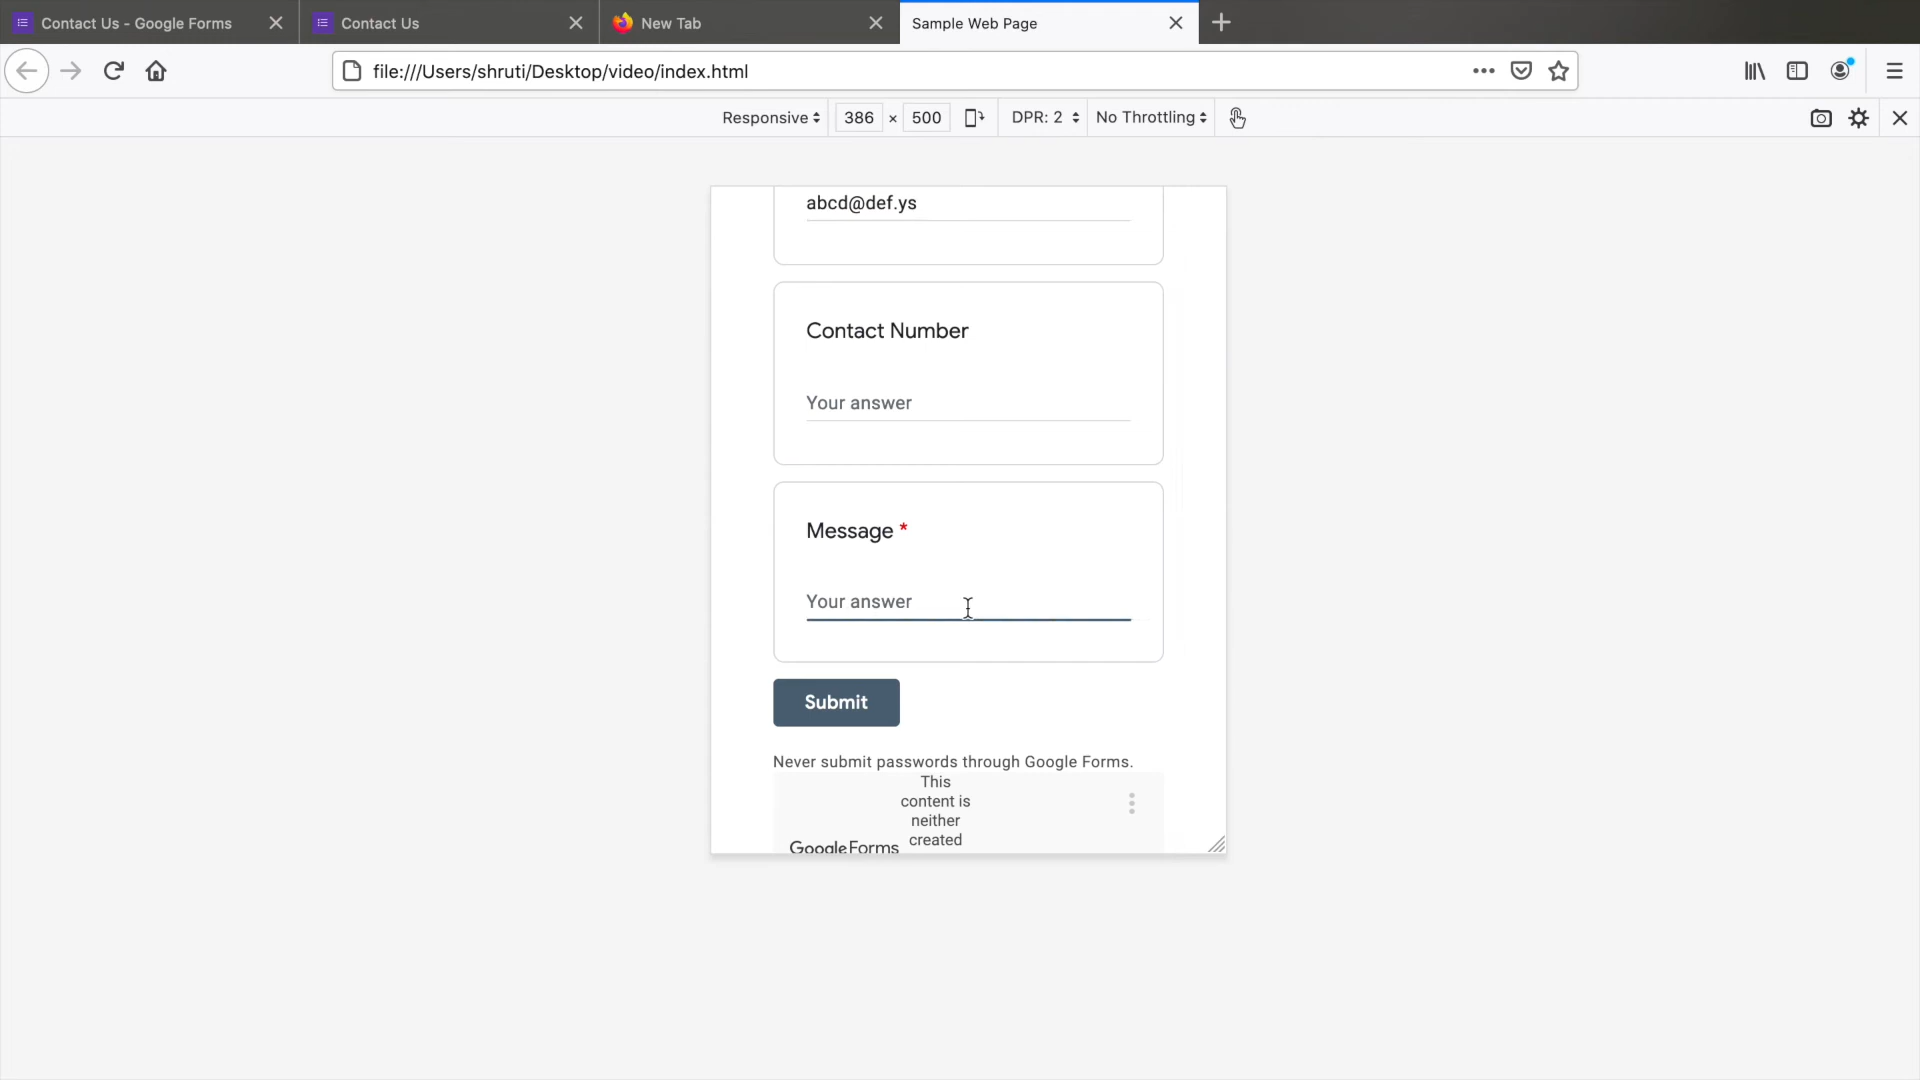 Contact Us - Google Forms
Contact Us
New Tab
Sample Web Page
file:///Users/shruti/Desktop/video/index.html
Responsive
386 × 500
DPR: 2
No Throttling
abcd@def.ys
Contact Number
Your answer
Message *
Your answer
Submit
Never submit passwords through Google Forms.
This
content is
neither
created
Google Forms